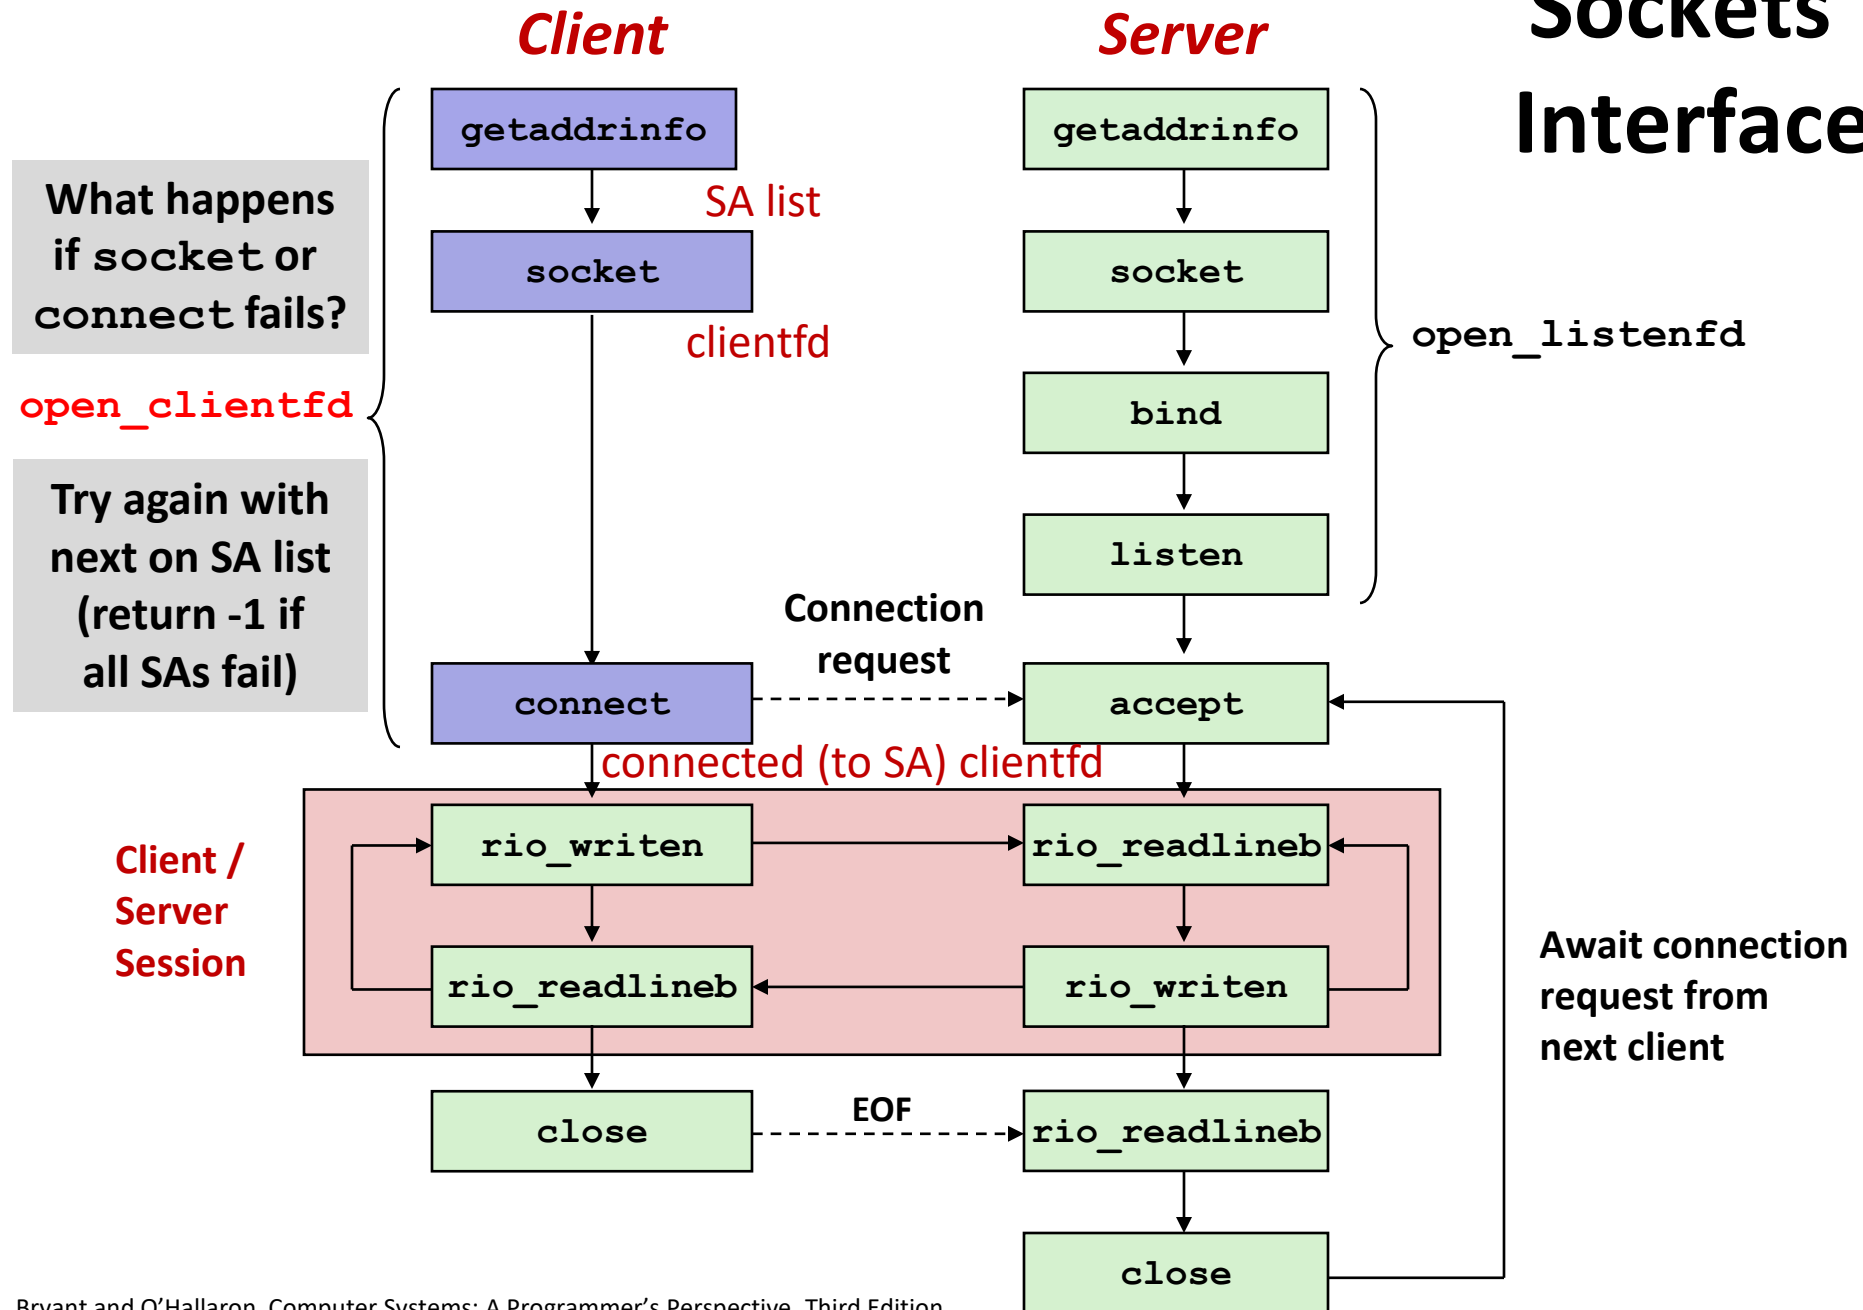 Sockets
Interface
Client
Server
getaddrinfo
getaddrinfo
What happens
if socket or
connect fails?
SA list
socket
socket
clientfd
open_listenfd
open_clientfd
bind
Try again with
next on SA list
(return -1 if
all SAs fail)
listen
Connection
request
connect
accept
connected (to SA) clientfd
Client /
Server
Session
rio_writen
rio_readlineb
rio_readlineb
rio_writen
Await connection
request from
next client
close
EOF
rio_readlineb
close
Bryant and O'Hallaron, Computer Systems: A Programmer's Perspective, Third Edition